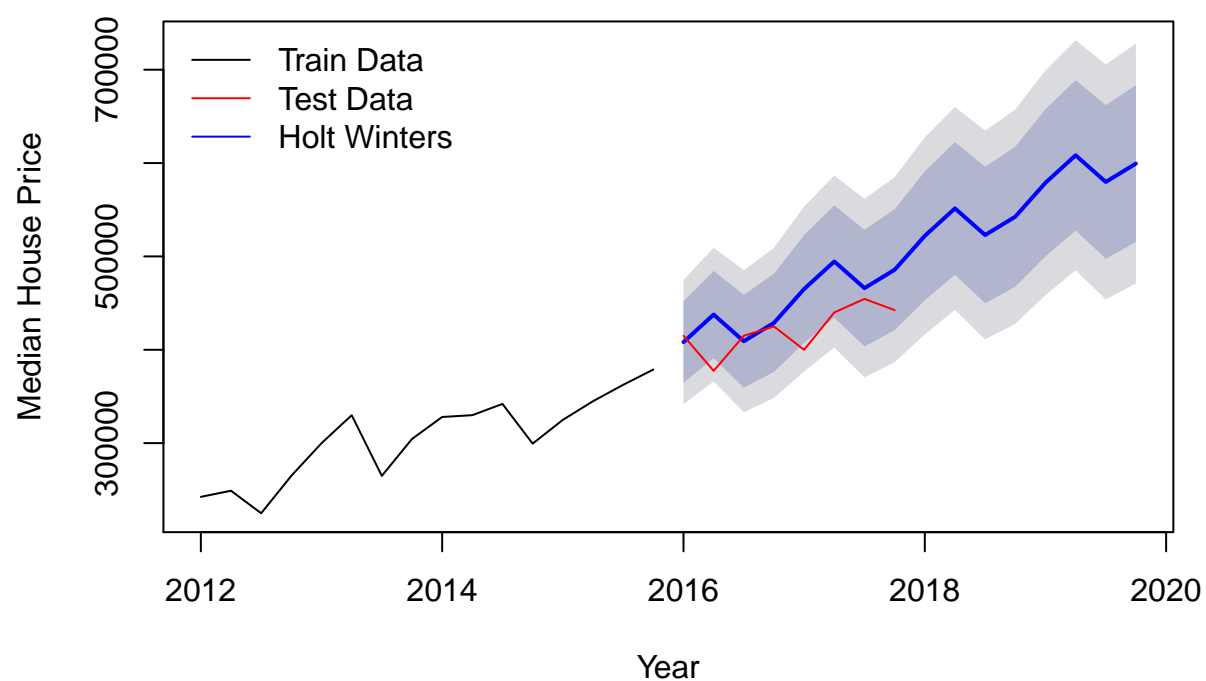 Median House Price
700000
500000
300000
Train Data
Test Data
Holt Winters
2012 2014 2016 2018 2020
Year